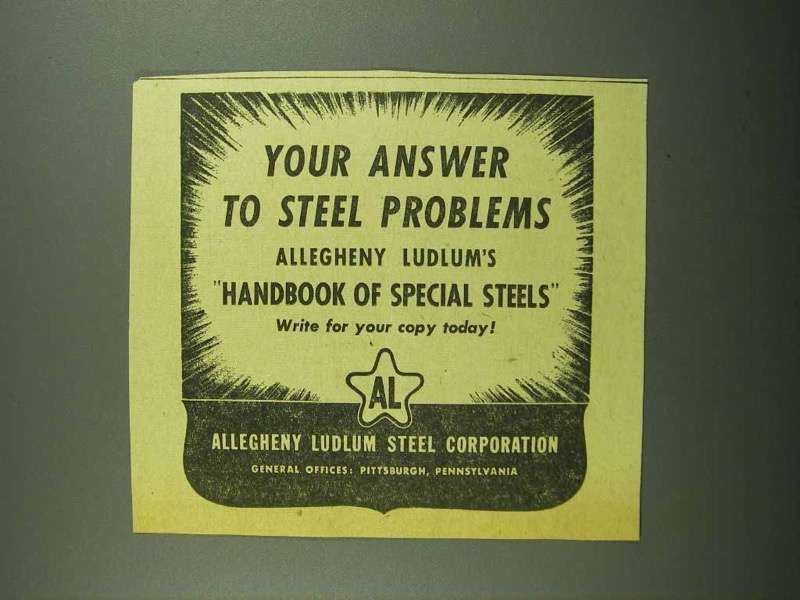 YOUR ANSWER
TO STEEL PROBLEMS
ALLEGHENY LUDLUM'S
"HANDBOOK OF SPECIAL STEELS"
Write for your copy today!
AL
ALLEGHENY LUDLUM STEEL CORPORATION
GENERAL OFFICES: PITTSBURGH, PENNSYLVANIA